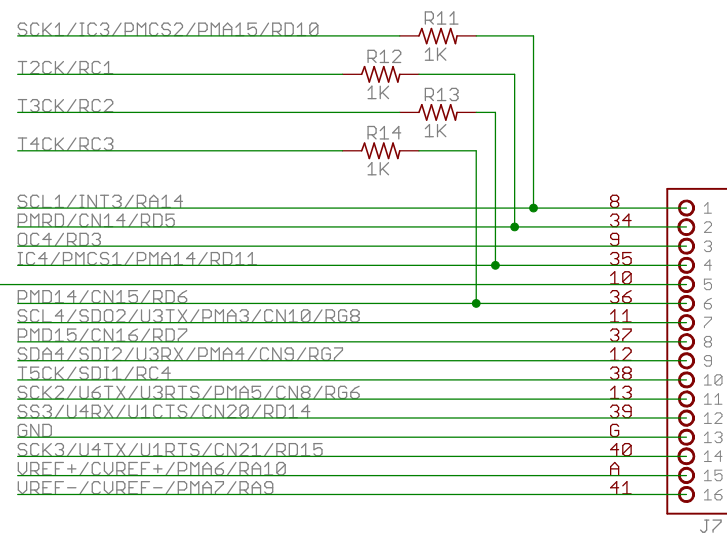 R11
SCK1/IC3/PMCS2/PMA15/RD10
1K
R12
T2CK/RC1
1K
R13
T3CK/RC2
1K
R14
T4CK/RC3
1K
SCL1/INT3/RA14 8 1
PMRD/CN14/RD5 34 2
OC4/RD3 9 3
IC4/PMCS1/PMA14/RD11 35 4
10 5
PMD14/CN15/RD6 36 6
SCL4/SDO2/U3TX/PMA3/CN10/RG8 11 7
PMD15/CN16/RD7 37 8
SDA4/SDI2/U3RX/PMA4/CN9/RG7 12 9
T5CK/SDI1/RC4 38 10
SCK2/U6TX/U3RTS/PMA5/CN8/RG6 13 11
SS3/U4RX/U1CTS/CN20/RD14 39 12
GND G 13
SCK3/U4TX/U1RTS/CN21/RD15 40 14
VREF+/CVREF+/PMA6/RA10 A 15
VREF-/CVREF-/PMA7/RA9 41 16
J7